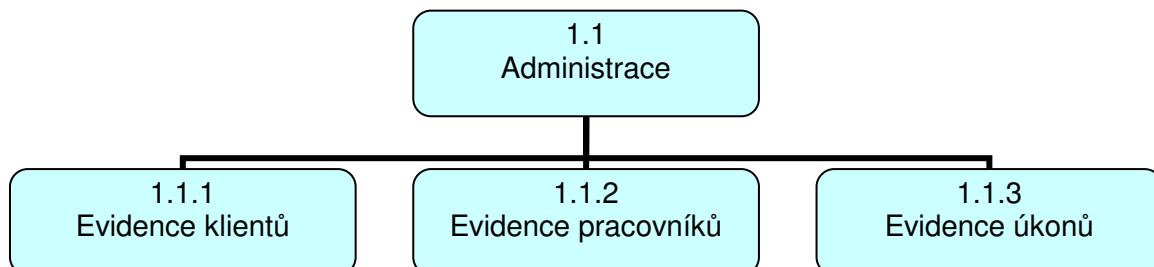 1.1
Administrace
1.1.1
Evidence klientů
1.1.2
Evidence pracovníků
1.1.3
Evidence úkonů